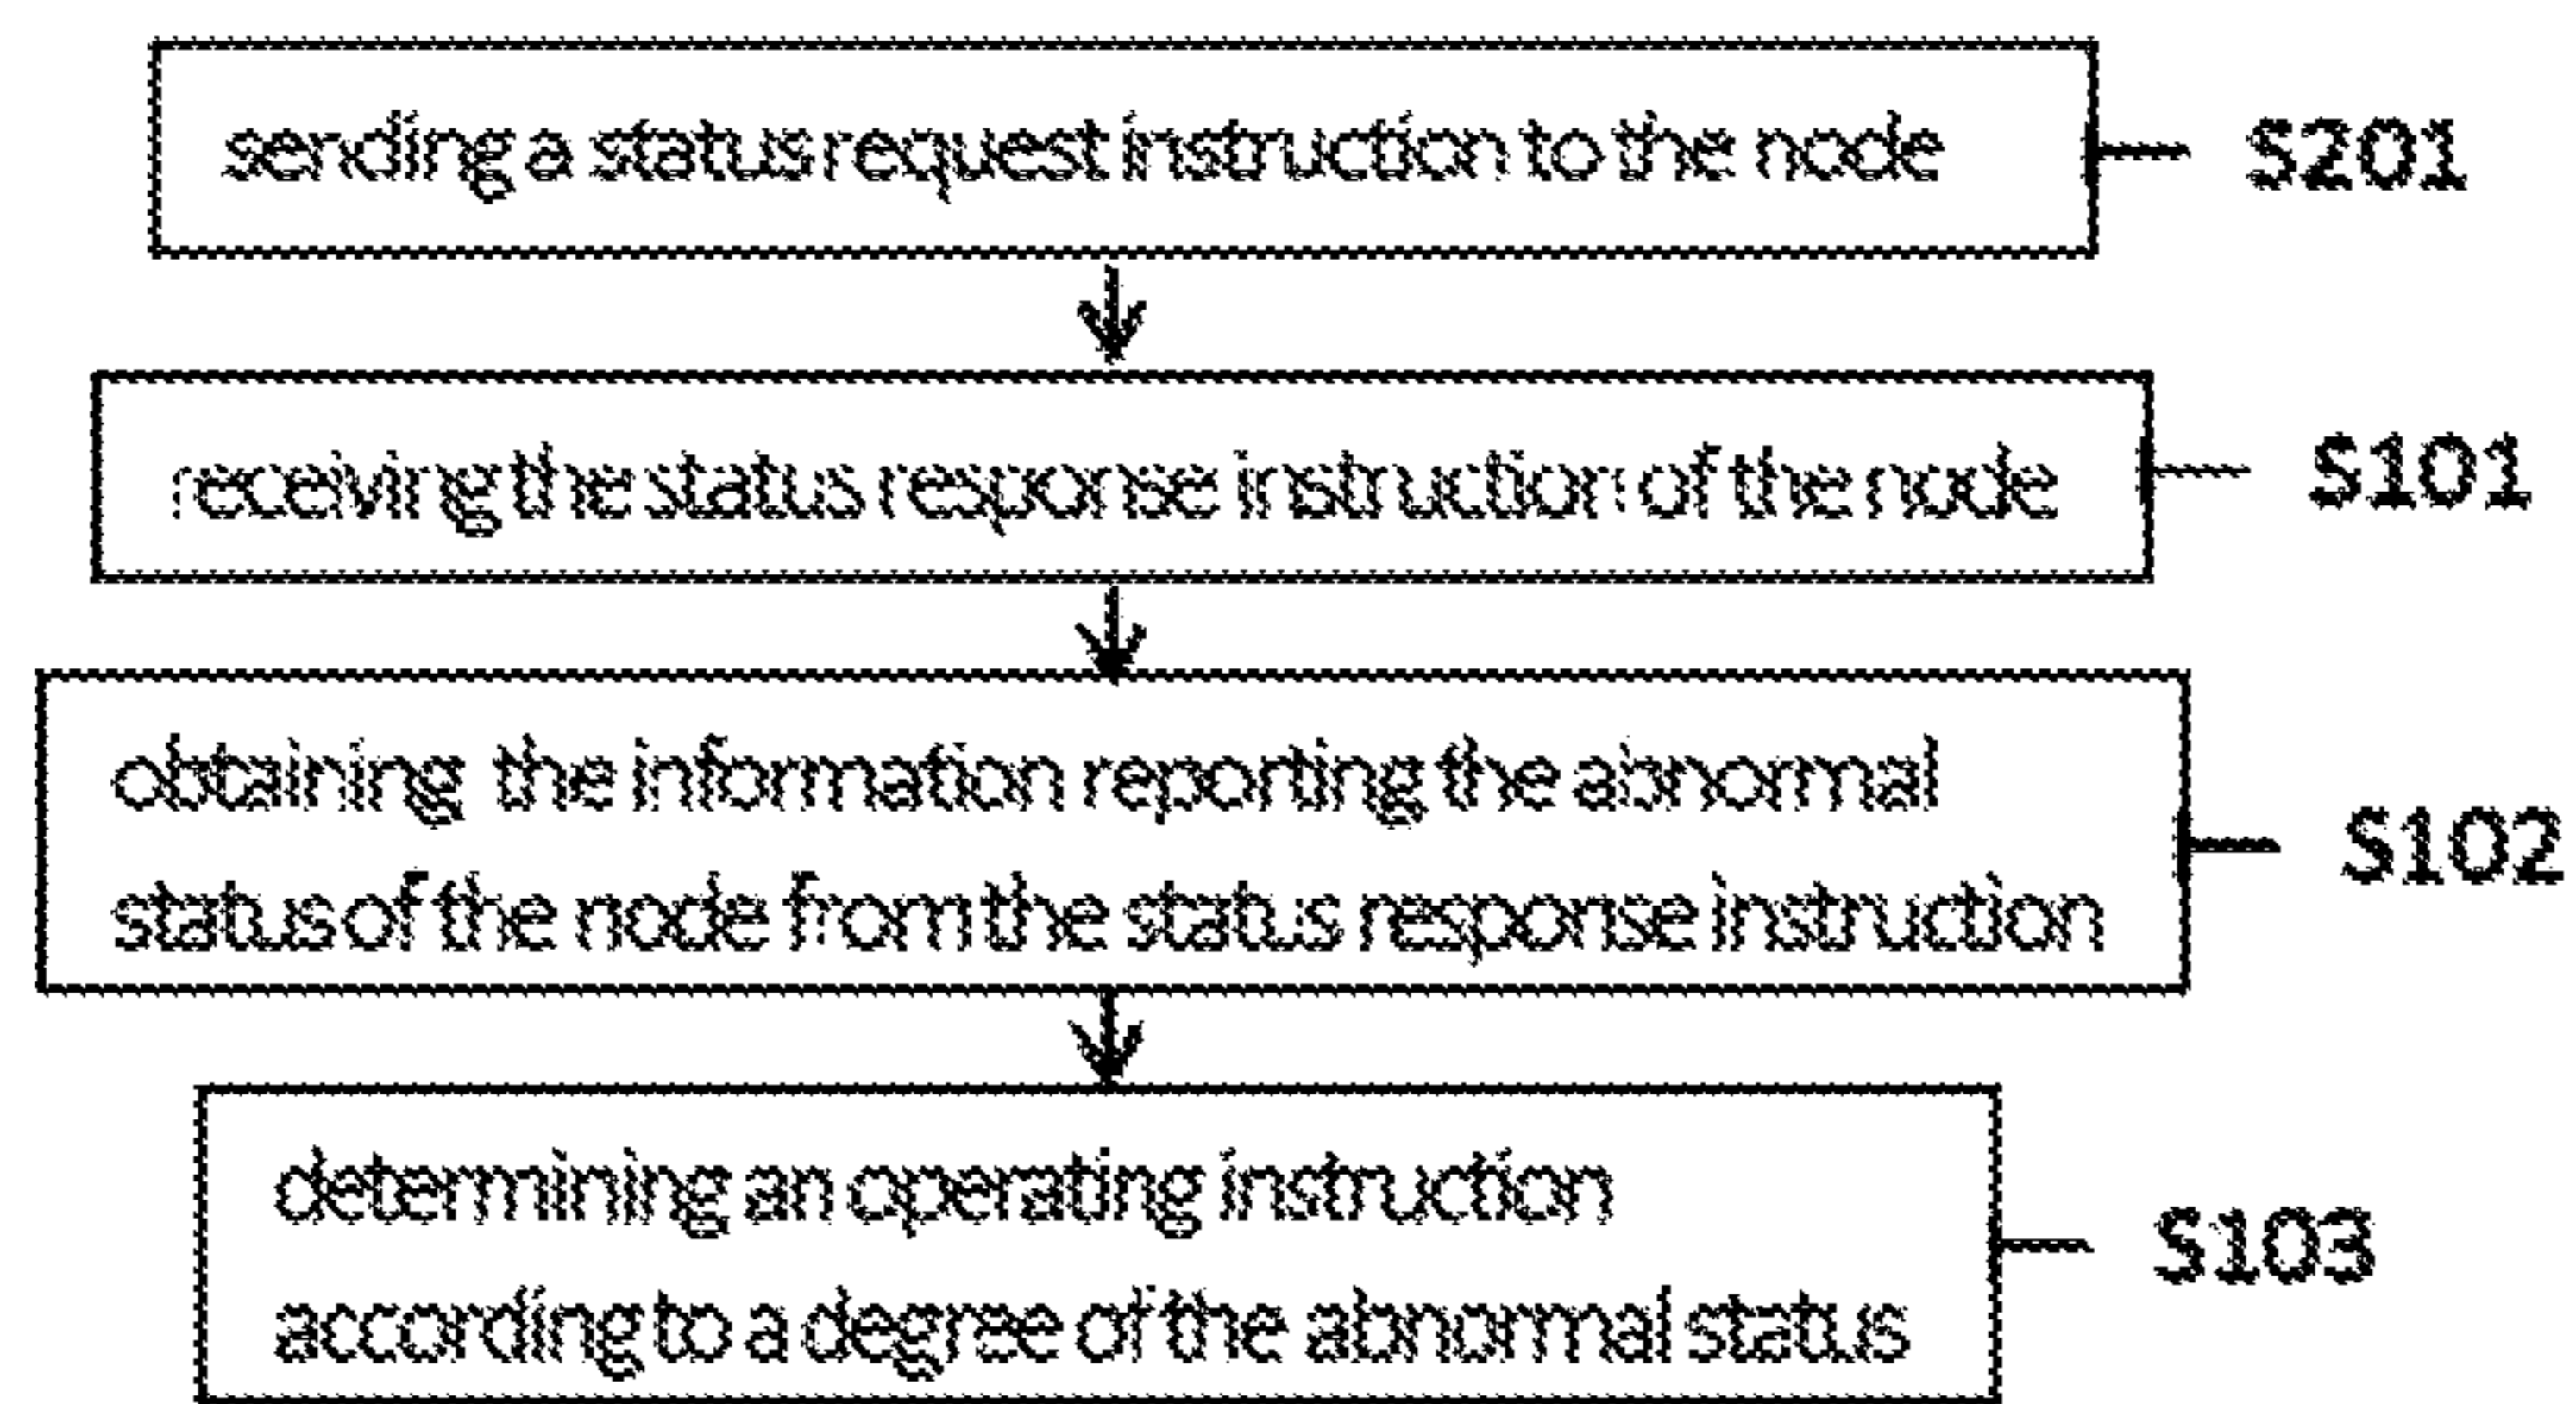 sending a status request instruction to the node
S201
receiving the status response instruction of the node
S101
obtaining the information reporting the abnormal
status of the node from the status response instruction
S102
determining an operating instruction
according to a degree of the abnormal status
S103